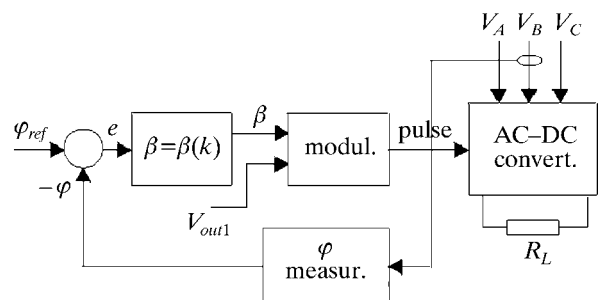 V_A V_B V_C
φ_ref
e
β=β(k)
β
modul.
pulse
AC–DC
convert.
−φ
V_out1
R_L
φ
measur.